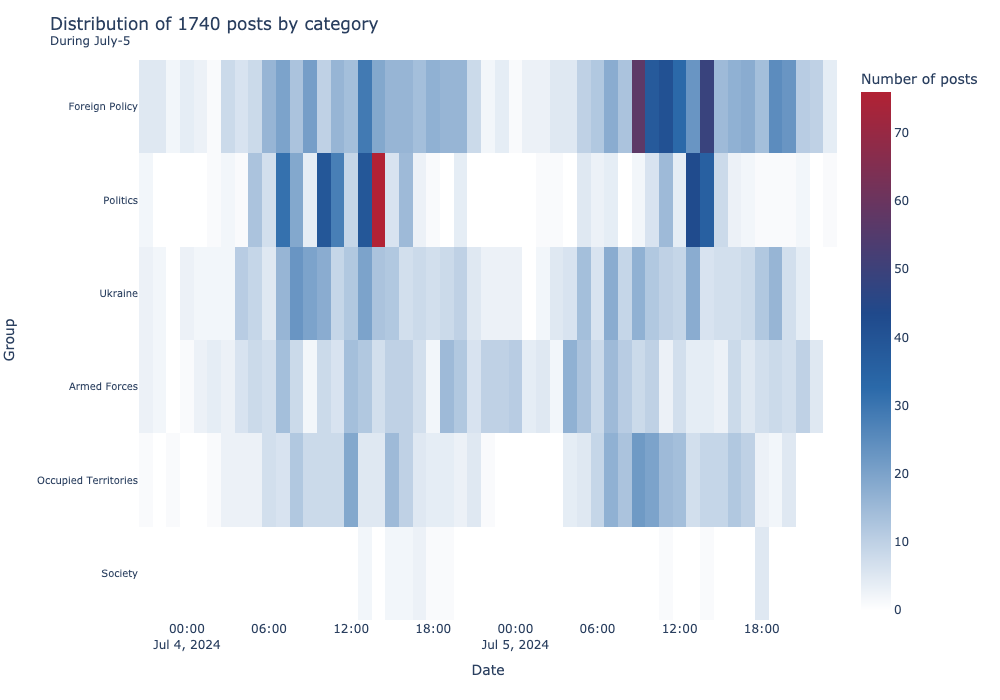 Distribution of 1740 posts by category
During July-5
Number of posts
Foreign Policy
Politics
Ukraine
Armed Forces
Occupied Territories
Society
Group
70
60
50
40
30
20
10
0
00:00 06:00 12:00 18:00 00:00 06:00 12:00 18:00
Jul 4, 2024 Jul 5, 2024
Date